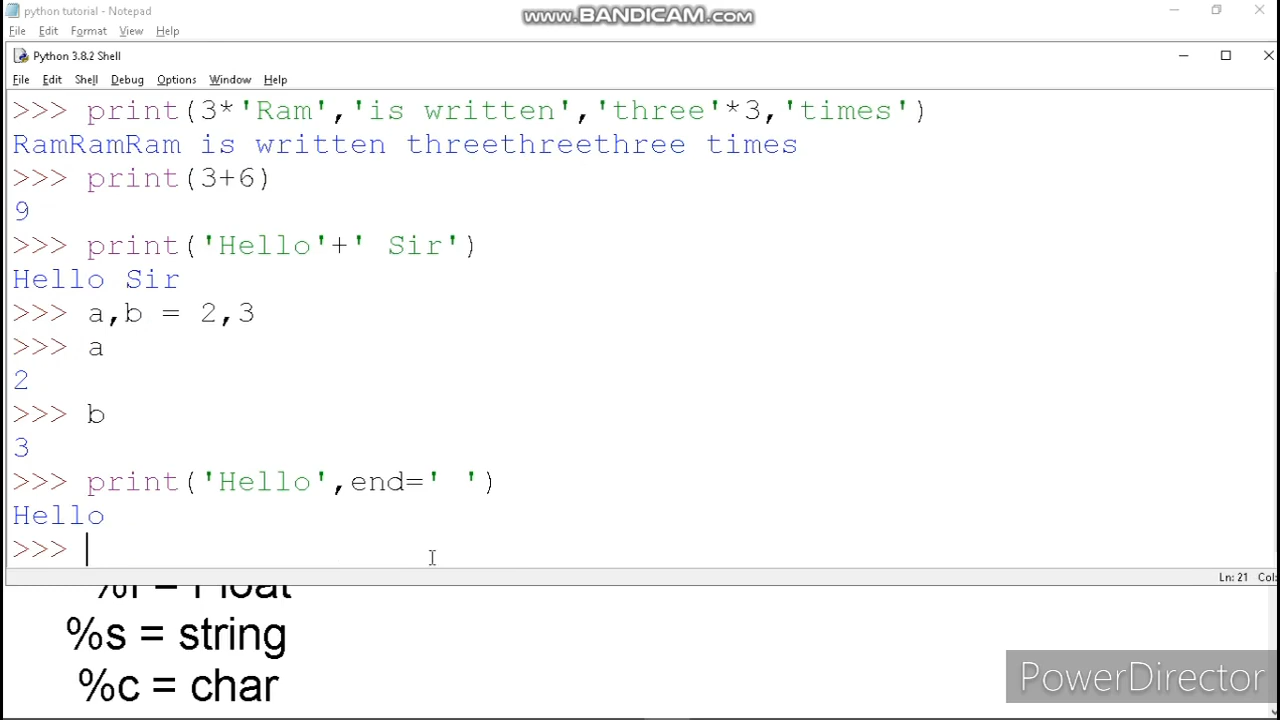 python tutorial - Notepad
www.BANDICAM.com
File Edit Format View Help
Python 3.8.2 Shell
File Edit Shell Debug Options Window Help
>>> print(3*'Ram','is written','three'*3,'times')
RamRamRam is written threethreethree times
>>> print(3+6)
9
>>> print('Hello'+' Sir')
Hello Sir
>>> a,b = 2,3
>>> a
2
>>> b
3
>>> print('Hello',end=' ')
Hello
>>>
Ln: 21 Col:
%f = Float
%s = string
%c = char
PowerDirector